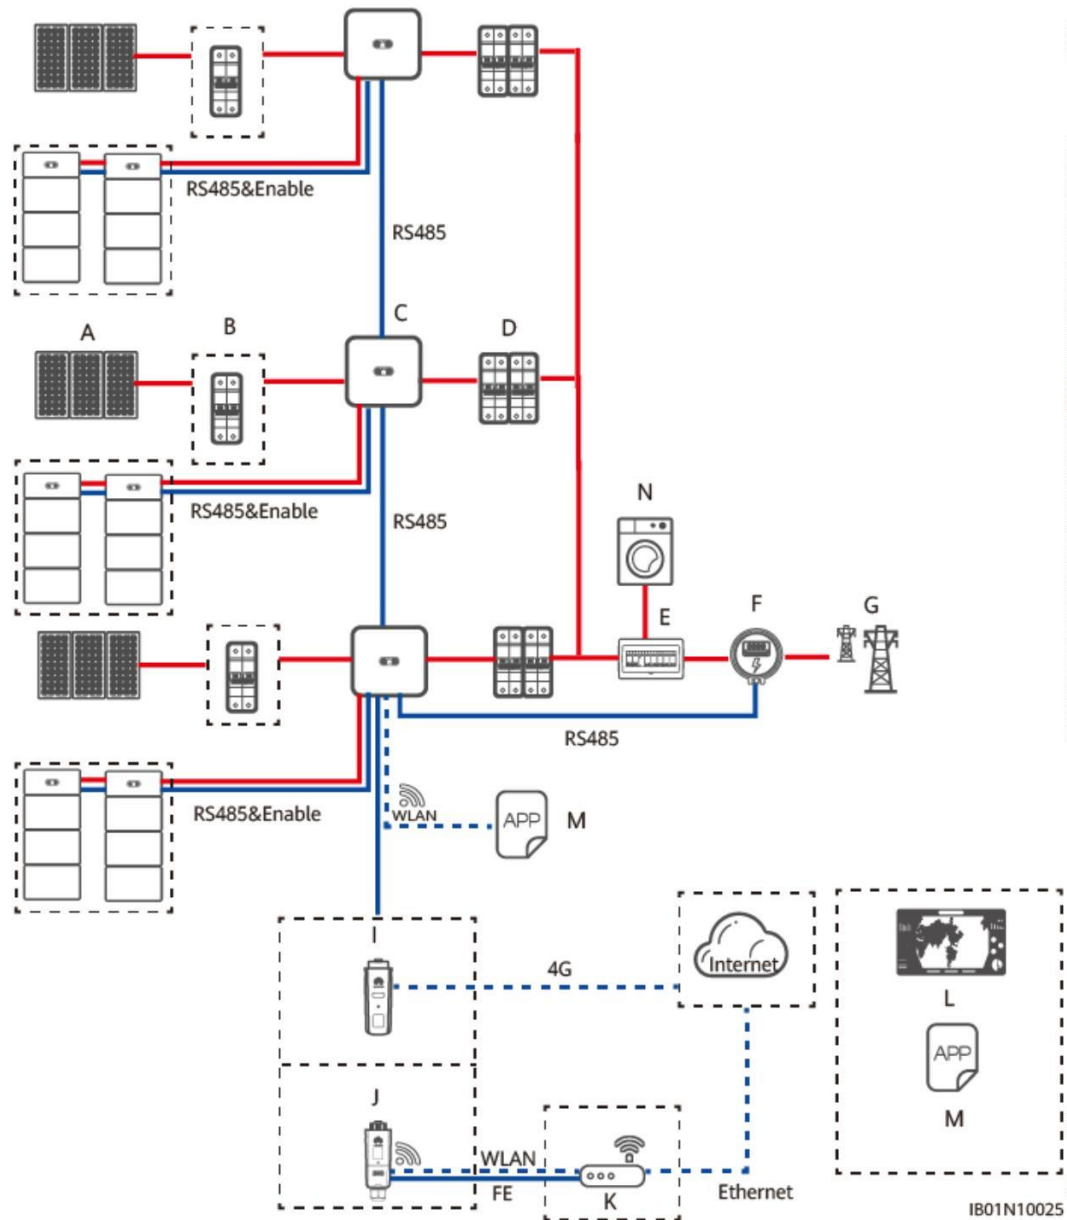 RS485&Enable
RS485
A
B
C
D
RS485&Enable
RS485
N
E
F
G
RS485
RS485&Enable
WLAN
APP
M
I
4G
Internet
L
APP
M
J
WLAN
FE
K
Ethernet
IB01N10025